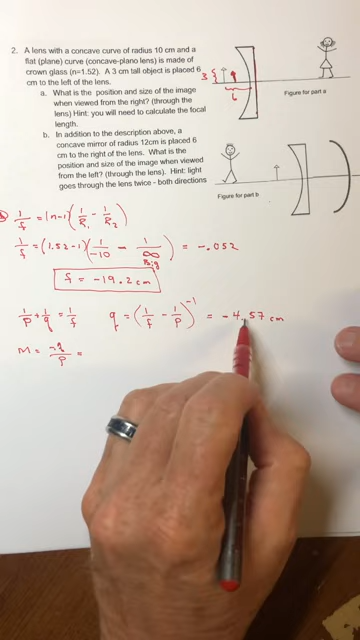 2. A lens with a concave curve of radius 10 cm and a
flat (plane) curve (concave-plano lens) is made of
crown glass (n=1.52). A 3 cm tall object is placed 6
cm to the left of the lens.
a. What is the position and size of the image
when viewed from the right? (through the
lens) Hint: you will need to calculate the focal
length.
b. In addition to the description above, a
concave mirror of radius 12cm is placed 6
cm to the right of the lens. What is the
position and size of the image when viewed
from the left? (through the lens). Hint: light
goes through the lens twice - both directions
3
6
Figure for part a
Figure for part b
1/f = (n-1)(1/R₁ - 1/R₂)
1/f = (1.52-1)(1/-10 - 1/∞) = -.052
Big
f = -19.2 cm
1/p + 1/q = 1/f q = (1/f - 1/p)⁻¹ = -4.57 cm
M = -q/p =